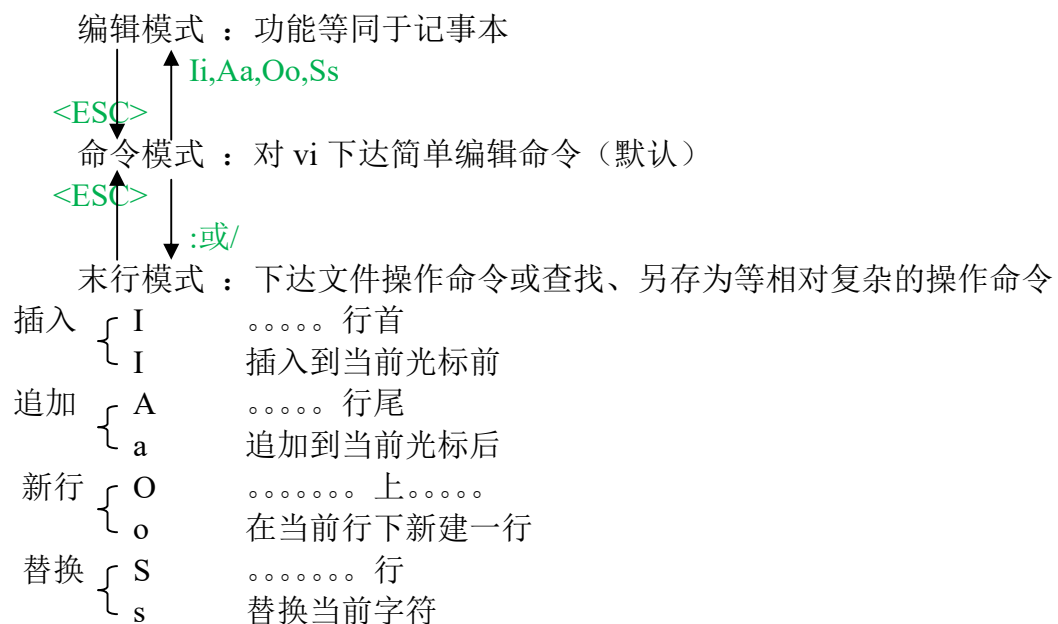 编辑模式 ：功能等同于记事本
Ii,Aa,Oo,Ss
<ESC>
命令模式 ：对 vi 下达简单编辑命令（默认）
<ESC>
:或/
末行模式 ：下达文件操作命令或查找、另存为等相对复杂的操作命令
插入 I 。。。。。行首
I 插入到当前光标前
追加 A 。。。。。行尾
a 追加到当前光标后
新行 O 。。。。。。。上。。。。。
o 在当前行下新建一行
替换 S 。。。。。。。行
s 替换当前字符